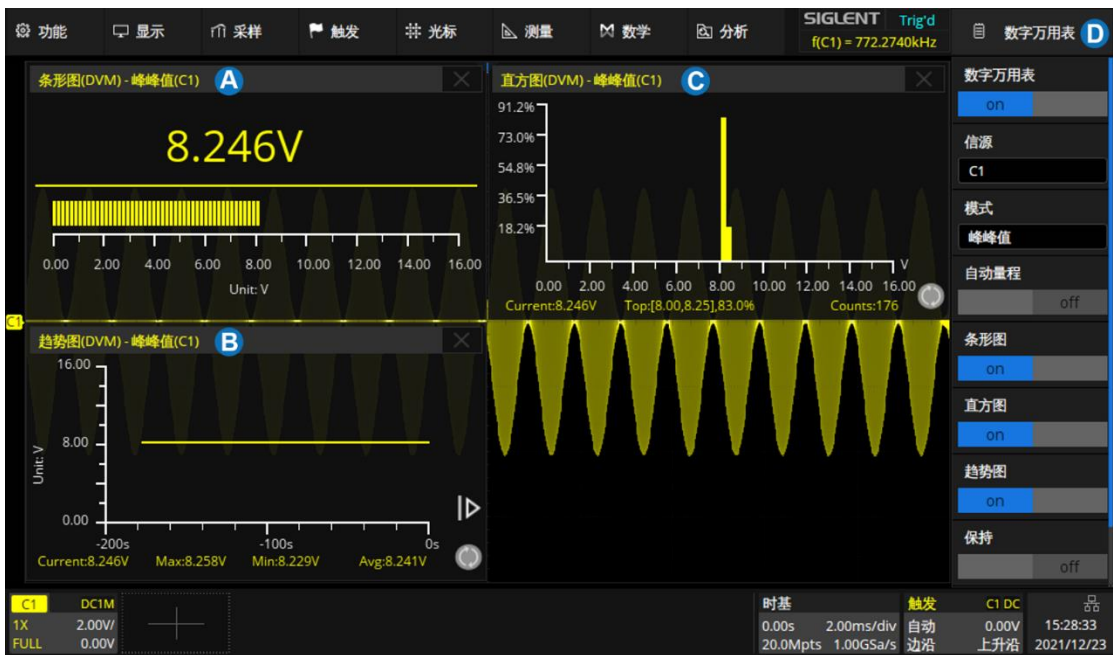 功能 显示 采样 触发 光标 测量 数学 分析
SIGLENT Trig'd
f(C1) = 772.2740kHz
数字万用表 D
条形图(DVM) - 峰峰值(C1) A
8.246V
0.00 2.00 4.00 6.00 8.00 10.00 12.00 14.00 16.00
Unit: V
直方图(DVM) - 峰峰值(C1) C
91.2%
73.0%
54.8%
36.5%
18.2%
V
0.00 2.00 4.00 6.00 8.00 10.00 12.00 14.00 16.00
Current:8.246V Top:[8.00,8.25],83.0% Counts:176
C1
趋势图(DVM) - 峰峰值(C1) B
16.00
8.00
0.00
Unit: V
-200s -100s 0s
Current:8.246V Max:8.258V Min:8.229V Avg:8.241V
数字万用表
on
信源
C1
模式
峰峰值
自动量程
off
条形图
on
直方图
on
趋势图
on
保持
off
C1 DC1M
1X 2.00V/
FULL 0.00V
时基
0.00s 2.00ms/div
20.0Mpts 1.00GSa/s
触发 C1 DC
自动 0.00V
边沿 上升沿
15:28:33
2021/12/23